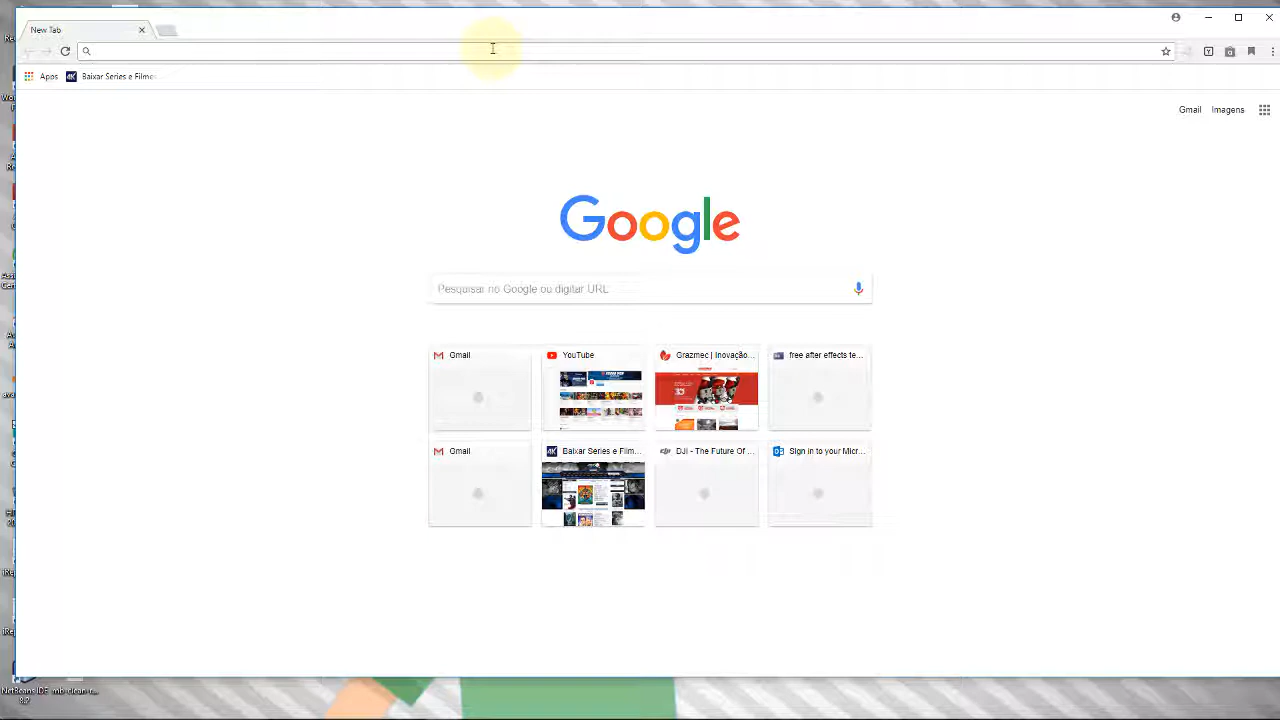 New Tab
Apps
Baixar Series e Filme
Gmail
Imagens
Google
Pesquisar no Google ou digitar URL
Gmail
YouTube
Grazmec | Inovação...
free after effects te...
Gmail
Baixar Series e Film...
DJI - The Future Of ...
Sign in to your Micr...